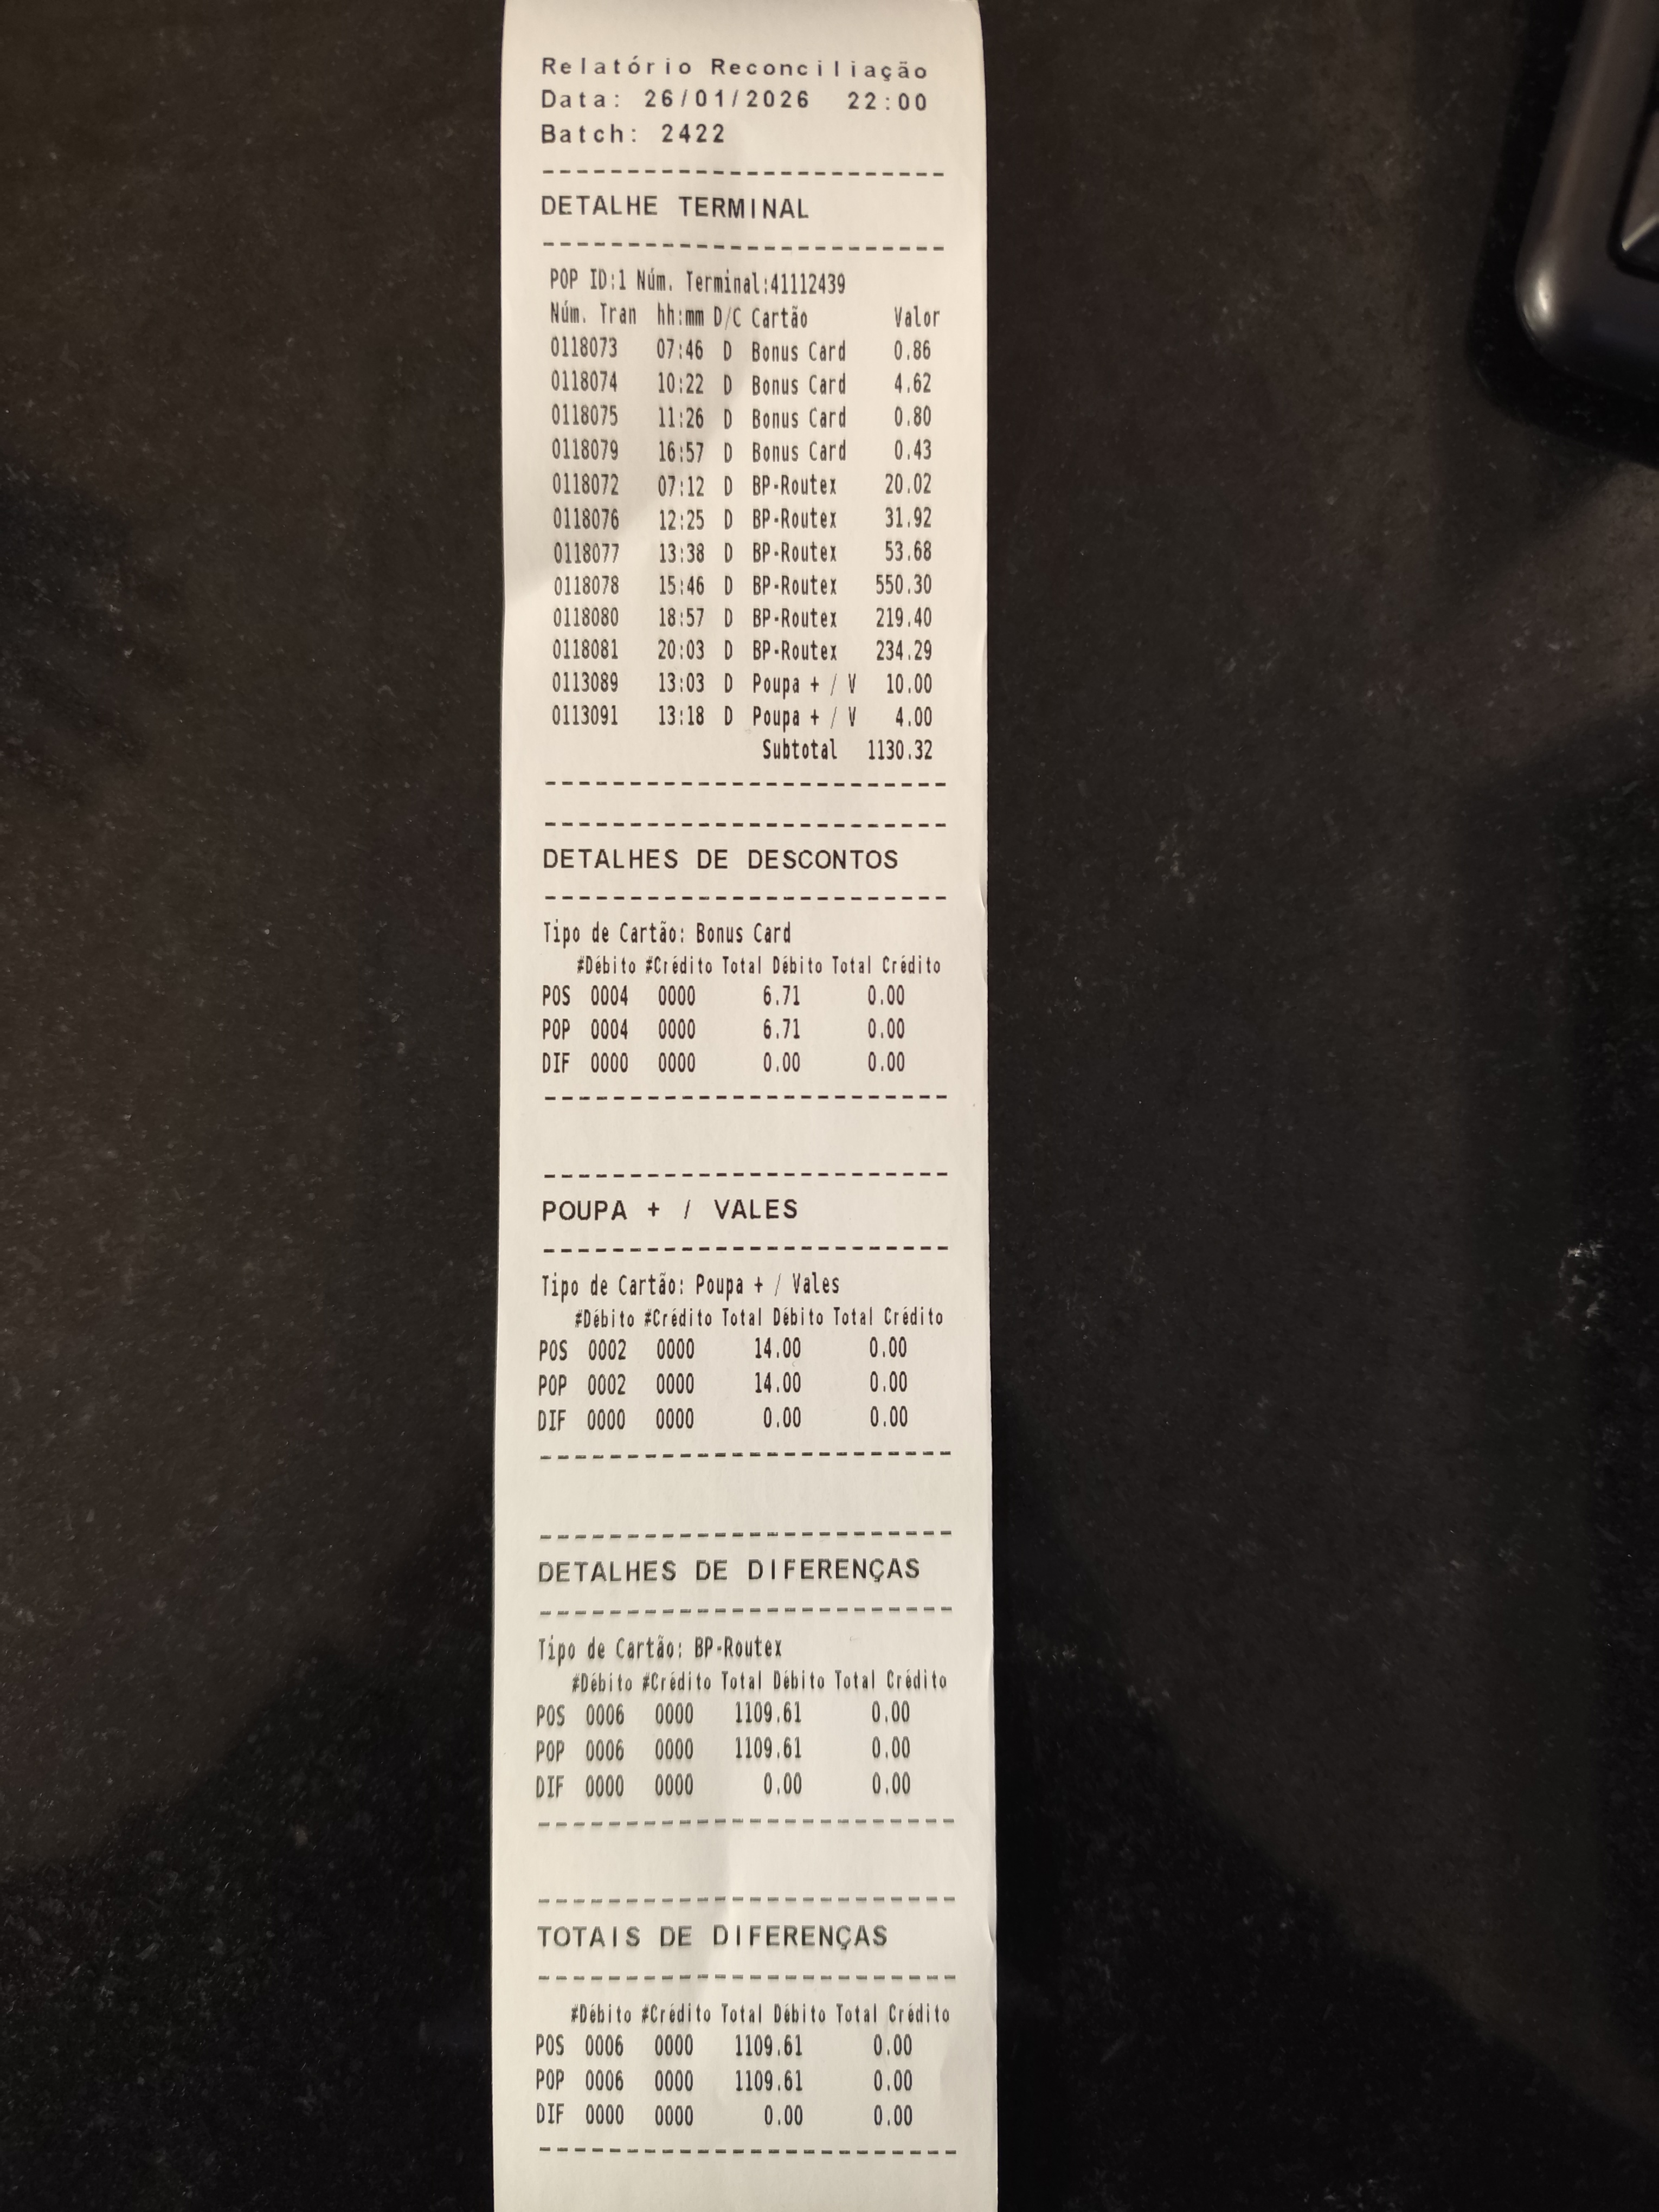 Relatório Reconciliação
Data: 26/01/2026 22:00
Batch: 2422
------------------------
DETALHE TERMINAL
------------------------
POP ID:1 Núm. Terminal:41112439
Núm. Tran hh:mm D/C Cartão Valor
0118073 07:46 D Bonus Card 0.86
0118074 10:22 D Bonus Card 4.62
0118075 11:26 D Bonus Card 0.80
0118079 16:57 D Bonus Card 0.43
0118072 07:12 D BP-Routex 20.02
0118076 12:25 D BP-Routex 31.92
0118077 13:38 D BP-Routex 53.68
0118078 15:46 D BP-Routex 550.30
0118080 18:57 D BP-Routex 219.40
0118081 20:03 D BP-Routex 234.29
0113089 13:03 D Poupa + / V 10.00
0113091 13:18 D Poupa + / V 4.00
Subtotal 1130.32
------------------------
------------------------
DETALHES DE DESCONTOS
------------------------
Tipo de Cartão: Bonus Card
#Débito #Crédito Total Débito Total Crédito
POS 0004 0000 6.71 0.00
POP 0004 0000 6.71 0.00
DIF 0000 0000 0.00 0.00
------------------------
------------------------
POUPA + / VALES
------------------------
Tipo de Cartão: Poupa + / Vales
#Débito #Crédito Total Débito Total Crédito
POS 0002 0000 14.00 0.00
POP 0002 0000 14.00 0.00
DIF 0000 0000 0.00 0.00
------------------------
------------------------
DETALHES DE DIFERENÇAS
------------------------
Tipo de Cartão: BP-Routex
#Débito #Crédito Total Débito Total Crédito
POS 0006 0000 1109.61 0.00
POP 0006 0000 1109.61 0.00
DIF 0000 0000 0.00 0.00
------------------------
------------------------
TOTAIS DE DIFERENÇAS
------------------------
#Débito #Crédito Total Débito Total Crédito
POS 0006 0000 1109.61 0.00
POP 0006 0000 1109.61 0.00
DIF 0000 0000 0.00 0.00
------------------------